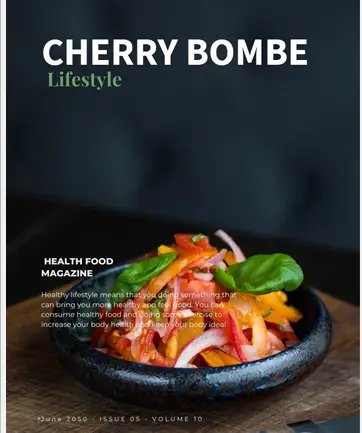 CHERRY BOMBE
Lifestyle
HEALTH FOOD
MAGAZINE
Healthy lifestyle means that you doing something that
can bring you more healthy and feel good. You can
consume healthy food and doing some exercise to
increase your body health and keep your body ideal
June 2050 - ISSUE 05 - VOLUME 10